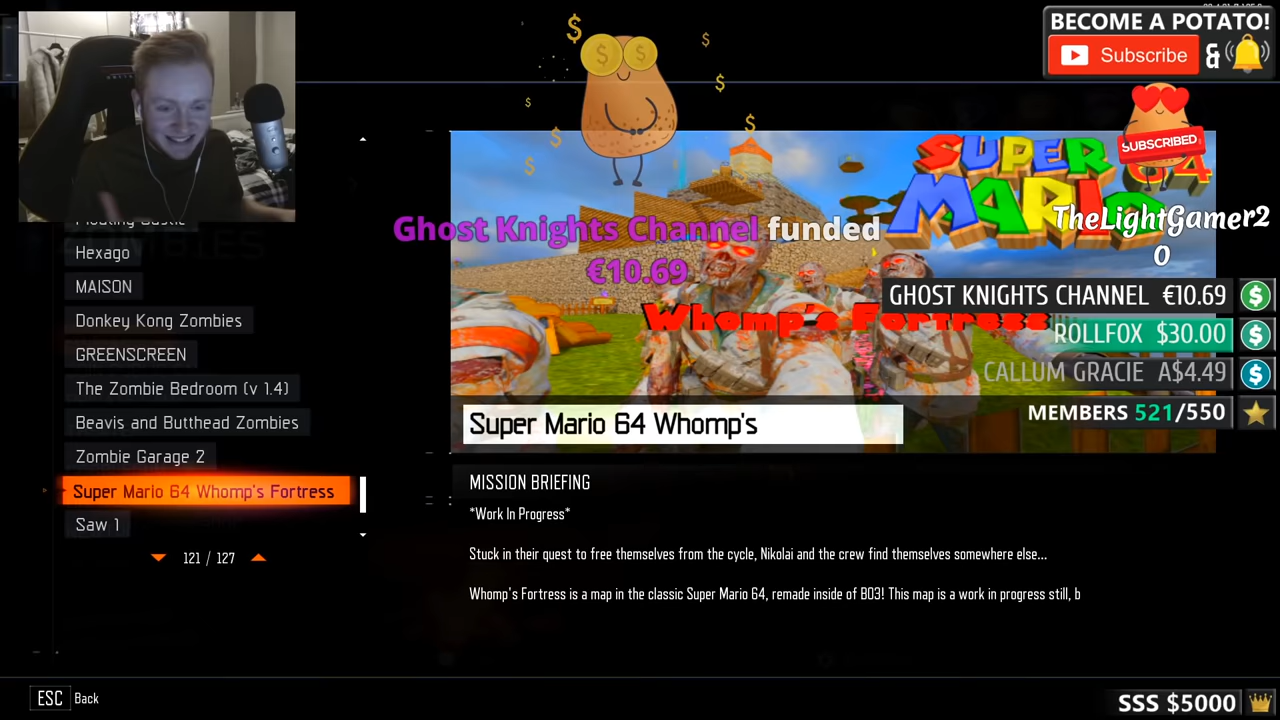 BECOME A POTATO!
Subscribe &
SUBSCRIBED
SUPER
MARIO
64
TheLightGamer2
0
Ghost Knights Channel funded
€10.69
Whomp's Fortress
GHOST KNIGHTS CHANNEL €10.69
ROLLFOX $30.00
CALLUM GRACIE A$4.49
MEMBERS 521/550
Floating Castle
Hexago
MAISON
Donkey Kong Zombies
GREENSCREEN
The Zombie Bedroom (v 1.4)
Beavis and Butthead Zombies
Zombie Garage 2
Super Mario 64 Whomp's Fortress
Saw 1
121 / 127
Super Mario 64 Whomp's
MISSION BRIEFING
*Work In Progress*
Stuck in their quest to free themselves from the cycle, Nikolai and the crew find themselves somewhere else...
Whomp's Fortress is a map in the classic Super Mario 64, remade inside of BO3! This map is a work in progress still, b
ESC Back
SSS $5000